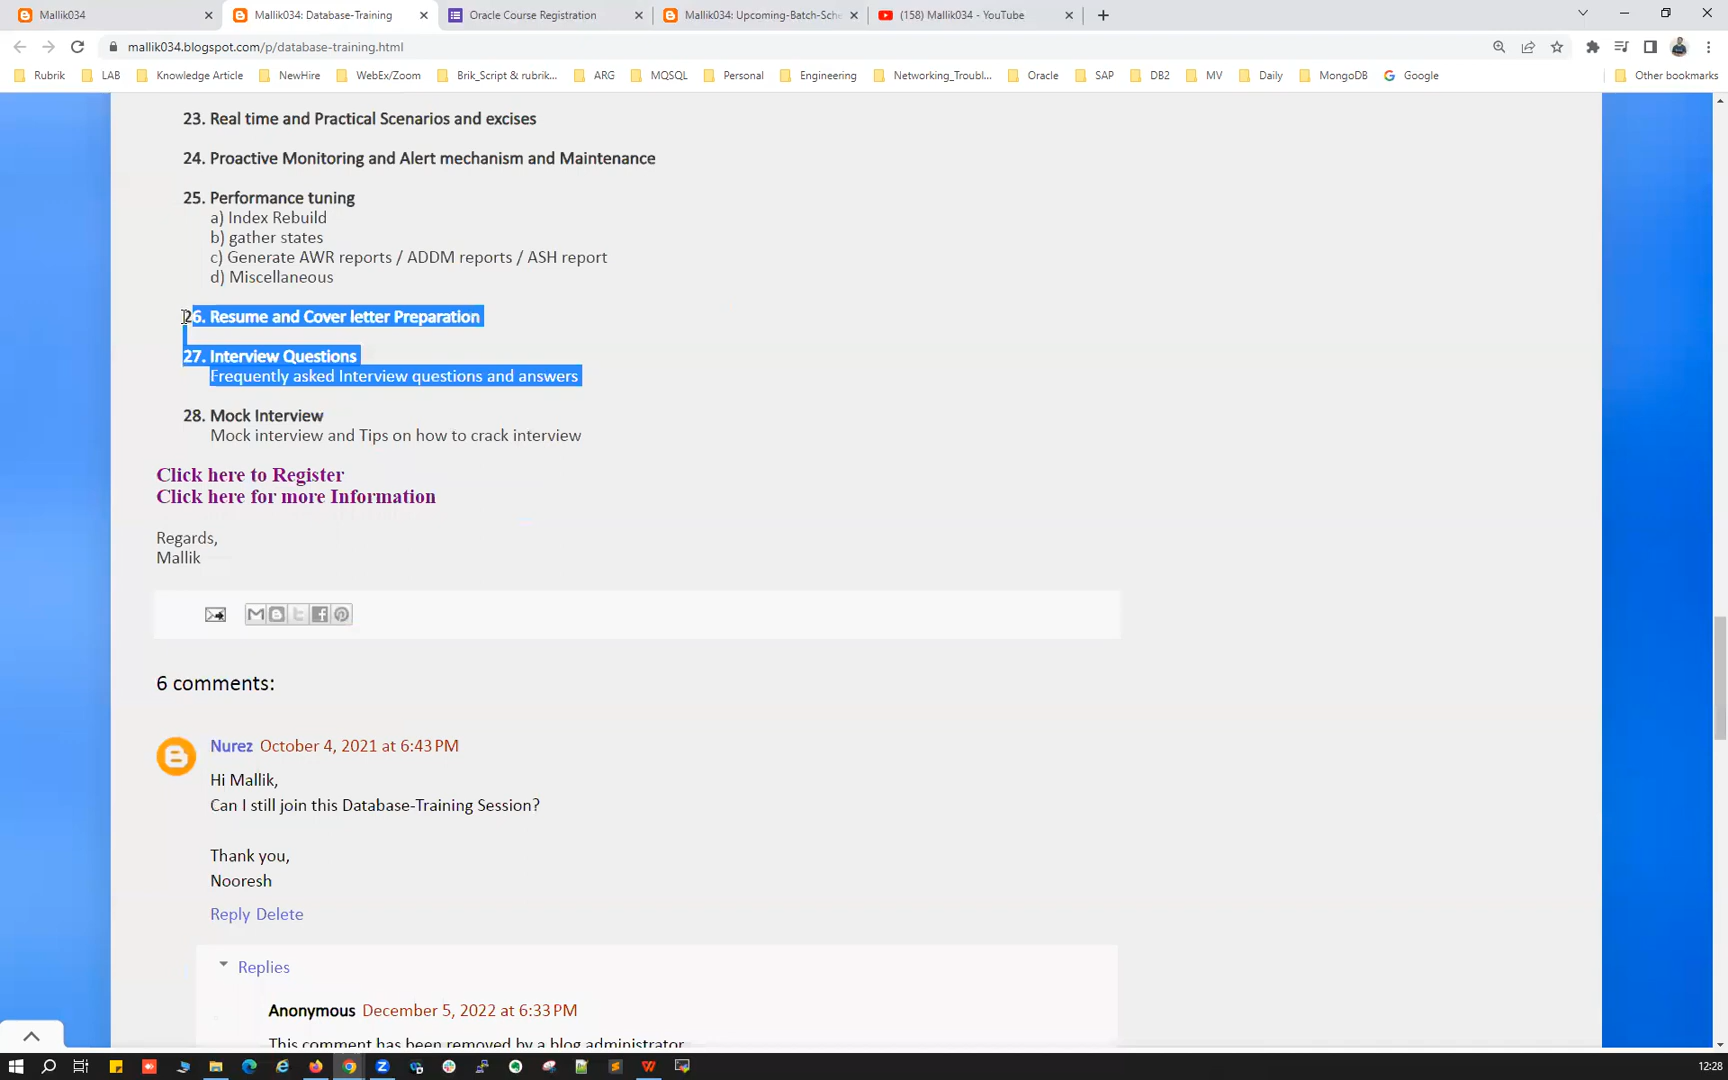 Mallik034
Mallik034: Database-Training
Oracle Course Registration
Mallik034: Upcoming-Batch-Sche
(158) Mallik034 - YouTube
mallik034.blogspot.com/p/database-training.html
Rubrik
LAB
Knowledge Article
NewHire
WebEx/Zoom
Brik_Script & rubrik...
ARG
MQSQL
Personal
Engineering
Networking_Troubl...
Oracle
SAP
DB2
MV
Daily
MongoDB
Google
Other bookmarks
23. Real time and Practical Scenarios and excises
24. Proactive Monitoring and Alert mechanism and Maintenance
25. Performance tuning
a) Index Rebuild
b) gather states
c) Generate AWR reports / ADDM reports / ASH report
d) Miscellaneous
26. Resume and Cover letter Preparation
27. Interview Questions
Frequently asked Interview questions and answers
28. Mock Interview
Mock interview and Tips on how to crack interview
Click here to Register
Click here for more Information
Regards,
Mallik
6 comments:
Nurez October 4, 2021 at 6:43 PM
Hi Mallik,
Can I still join this Database-Training Session?
Thank you,
Nooresh
Reply Delete
Replies
Anonymous December 5, 2022 at 6:33 PM
This comment has been removed by a blog administrator
12:28